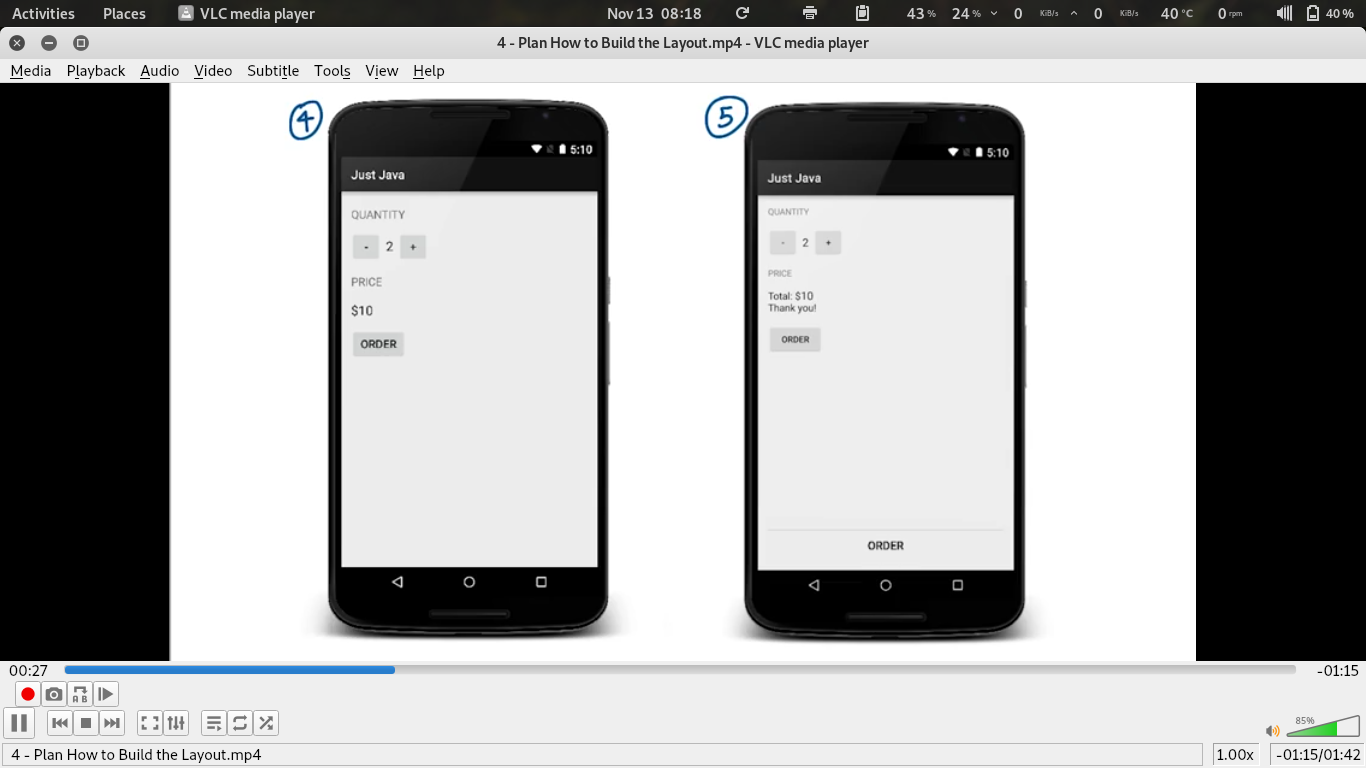 Activities Places VLC media player Nov 13 08:18 43 % 24 % 0 KiB/s 0 KiB/s 40 °C 0 rpm 40 %
4 - Plan How to Build the Layout.mp4 - VLC media player
Media Playback Audio Video Subtitle Tools View Help
4
5:10
Just Java
QUANTITY
- 2 +
PRICE
$10
ORDER
5
5:10
Just Java
QUANTITY
- 2 +
PRICE
Total: $10
Thank you!
ORDER
ORDER
00:27 -01:15
A B
85%
4 - Plan How to Build the Layout.mp4 1.00x -01:15/01:42